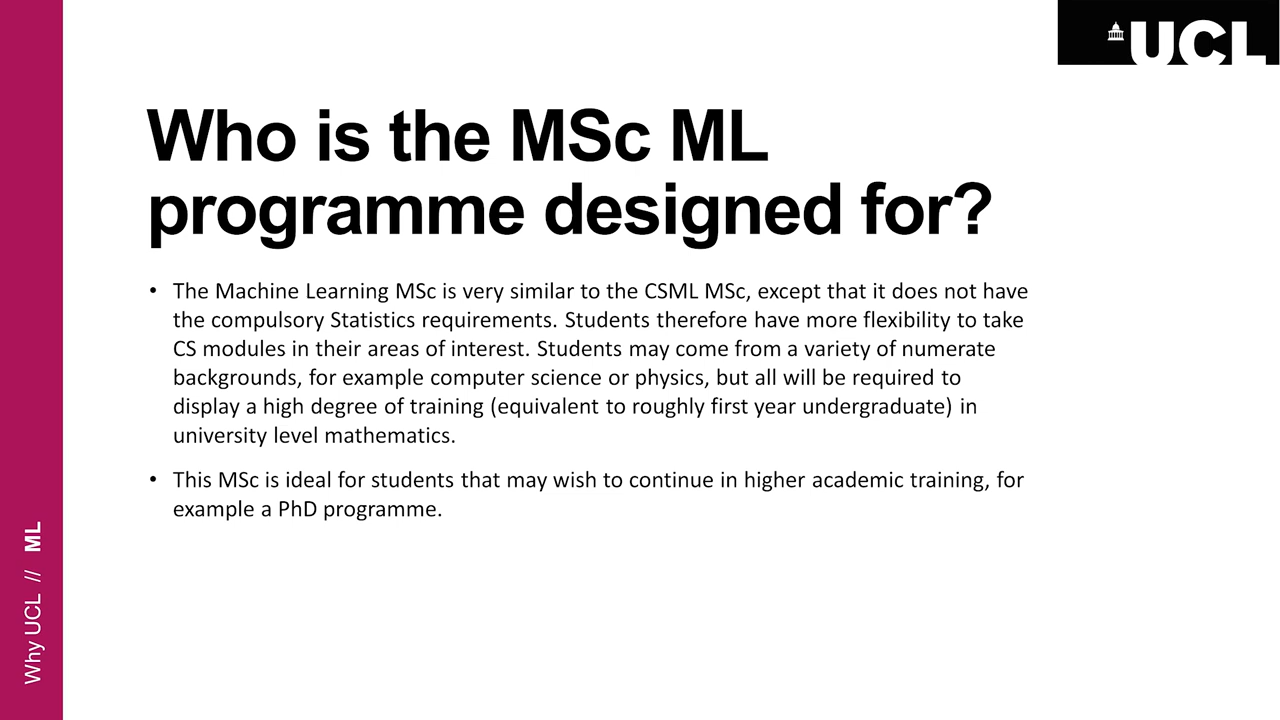 UCL
Who is the MSc ML
programme designed for?
• The Machine Learning MSc is very similar to the CSML MSc, except that it does not have
the compulsory Statistics requirements. Students therefore have more flexibility to take
CS modules in their areas of interest. Students may come from a variety of numerate
backgrounds, for example computer science or physics, but all will be required to
display a high degree of training (equivalent to roughly first year undergraduate) in
university level mathematics.
• This MSc is ideal for students that may wish to continue in higher academic training, for
example a PhD programme.
Why UCL // ML